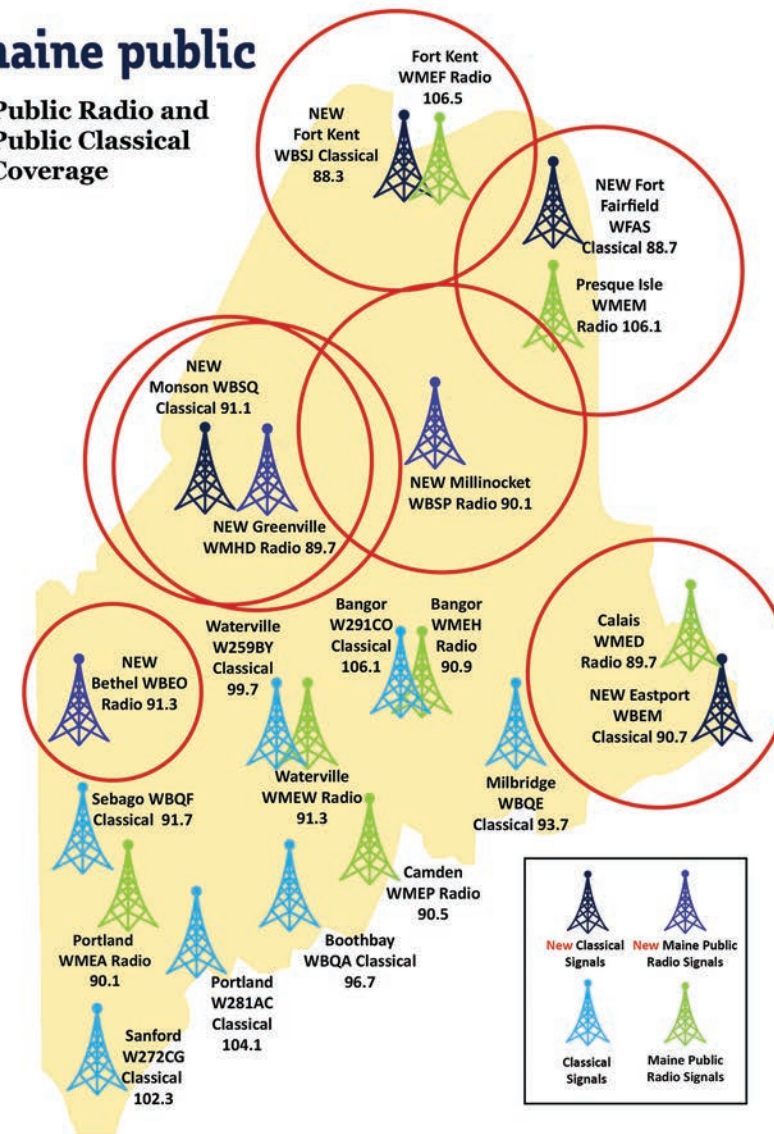 maine public
Public Radio and
Public Classical
Coverage
Fort Kent
WMEF Radio
106.5
NEW
Fort Kent
WBSJ Classical
88.3
NEW Fort
Fairfield
WFAS
Classical 88.7
Presque Isle
WMEM
Radio 106.1
NEW
Monson WBSQ
Classical 91.1
NEW Greenville
WMHD Radio 89.7
NEW Millinocket
WBSP Radio 90.1
Calais
WMED
Radio 89.7
NEW Eastport
WBEM
Classical 90.7
Bangor
W291CO
Classical
106.1
Bangor
WMEH
Radio
90.9
Waterville
W259BY
Classical
99.7
NEW
Bethel WBEO
Radio 91.3
Waterville
WMEW Radio
91.3
Milbridge
WBQE
Classical 93.7
Sebago WBQF
Classical 91.7
Camden
WMEP Radio
90.5
Portland
WMEA Radio
90.1
Boothbay
WBQA Classical
96.7
Portland
W281AC
Classical
104.1
Sanford
W272CG
Classical
102.3
New Classical
Signals
New Maine Public
Radio Signals
Classical
Signals
Maine Public
Radio Signals